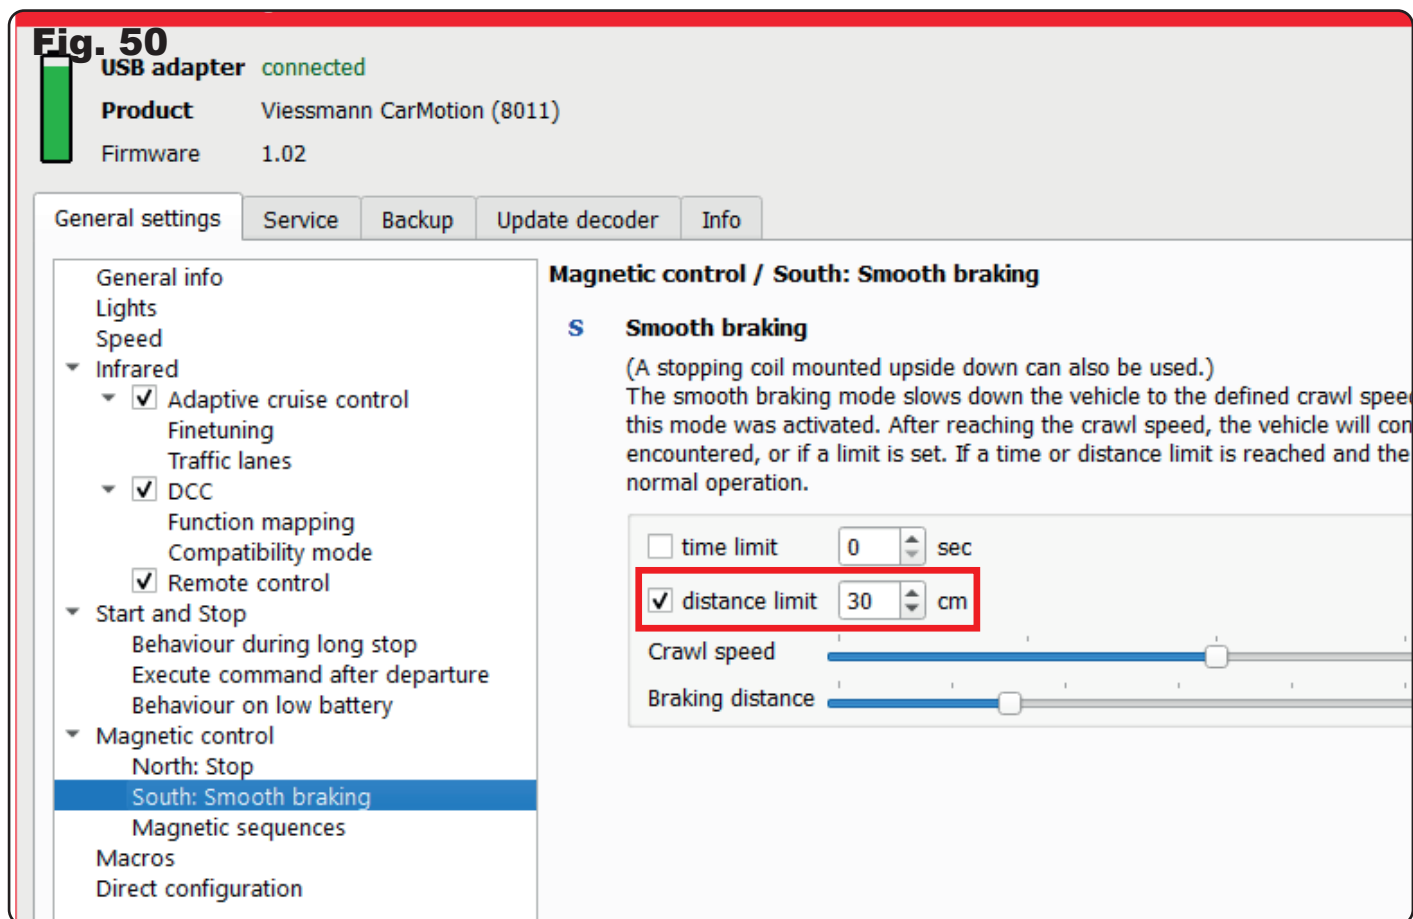 Fig. 50
USB adapter connected
Product Viessmann CarMotion (8011)
Firmware 1.02
General settings Service Backup Update decoder Info
General info
Lights
Speed
Infrared
Adaptive cruise control
Finetuning
Traffic lanes
DCC
Function mapping
Compatibility mode
Remote control
Start and Stop
Behaviour during long stop
Execute command after departure
Behaviour on low battery
Magnetic control
North: Stop
South: Smooth braking
Magnetic sequences
Macros
Direct configuration
Magnetic control / South: Smooth braking
S Smooth braking
(A stopping coil mounted upside down can also be used.)
The smooth braking mode slows down the vehicle to the defined crawl spee
this mode was activated. After reaching the crawl speed, the vehicle will con
encountered, or if a limit is set. If a time or distance limit is reached and the
normal operation.
time limit 0 sec
distance limit 30 cm
Crawl speed
Braking distance